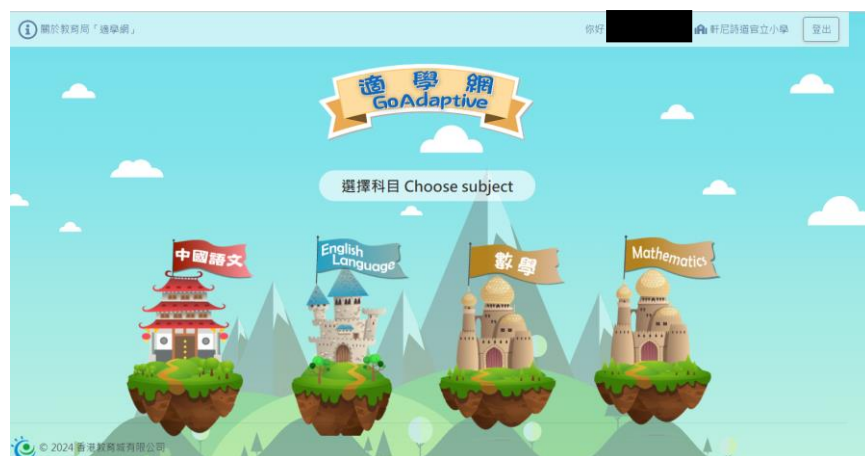 關於教育局「適學網」
你好
軒尼詩道官立小學
登出
適學網
GoAdaptive
選擇科目 Choose subject
中國語文
English
Language
數學
Mathematics
© 2024 香港教育城有限公司